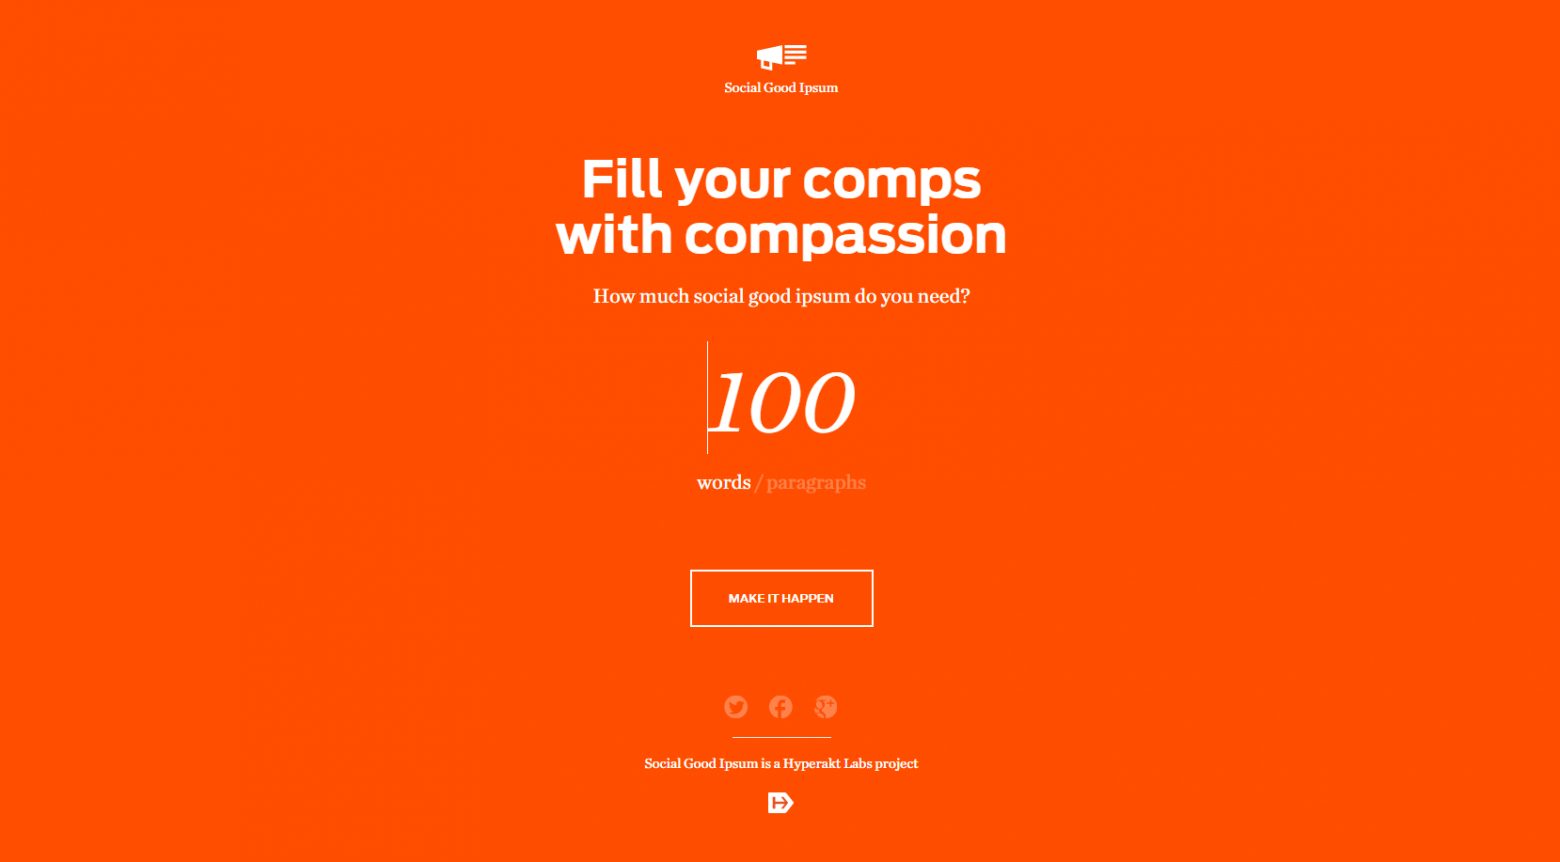 Social Good Ipsum
Fill your comps
with compassion
How much social good ipsum do you need?
100
words / paragraphs
MAKE IT HAPPEN
Social Good Ipsum is a Hyperakt Labs project